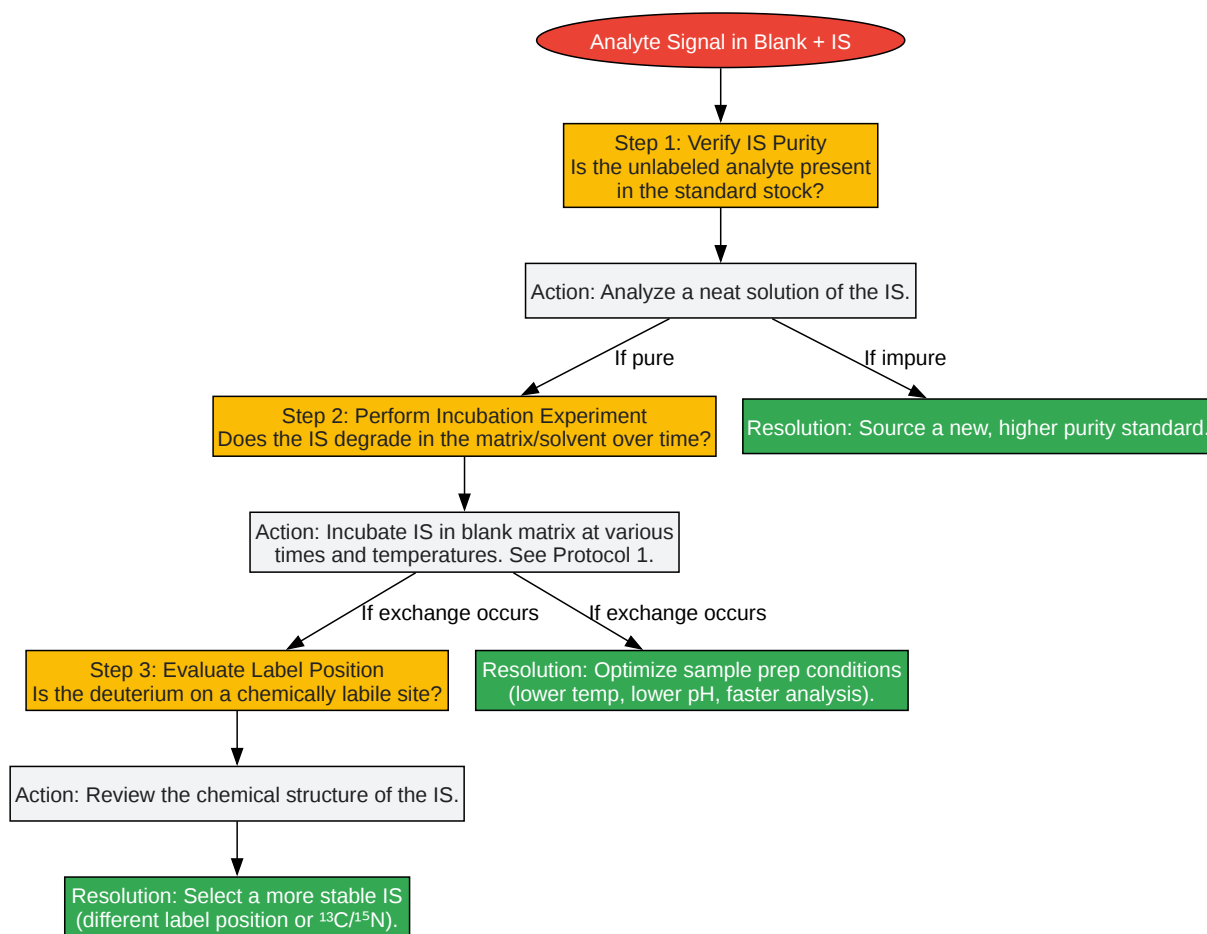 Analyte Signal in Blank + IS
Step 1: Verify IS Purity
Is the unlabeled analyte present
in the standard stock?
Action: Analyze a neat solution of the IS.
If pure
If impure
Step 2: Perform Incubation Experiment
Does the IS degrade in the matrix/solvent over time?
Resolution: Source a new, higher purity standard.
Action: Incubate IS in blank matrix at various
times and temperatures. See Protocol 1.
If exchange occurs
If exchange occurs
Step 3: Evaluate Label Position
Is the deuterium on a chemically labile site?
Resolution: Optimize sample prep conditions
(lower temp, lower pH, faster analysis).
Action: Review the chemical structure of the IS.
Resolution: Select a more stable IS
(different label position or ¹³C/¹⁵N).